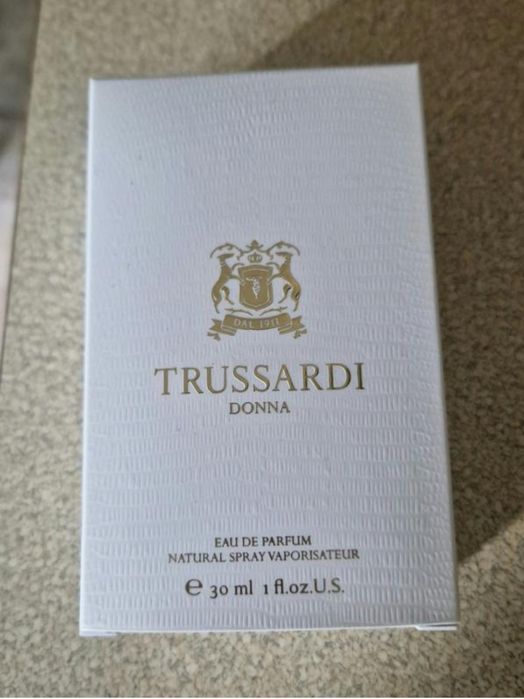 DAL 1911
TRUSSARDI
DONNA
EAU DE PARFUM
NATURAL SPRAY VAPORISATEUR
℮ 30 ml 1 fl.oz.U.S.